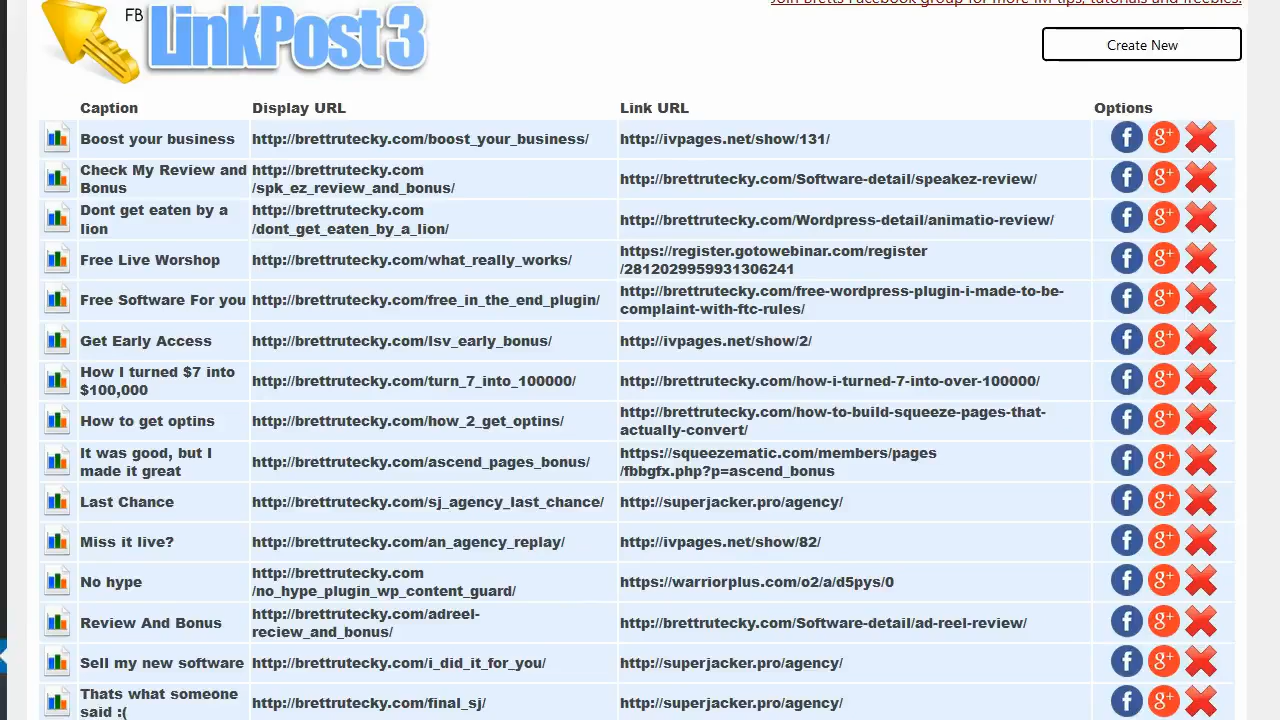 Join Bretts Facebook group for more IM tips, tutorials and freebies.
FB LinkPost 3
Create New
Caption Display URL Link URL Options
Boost your business http://brettrutecky.com/boost_your_business/ http://ivpages.net/show/131/
Check My Review and http://brettrutecky.com
Bonus /spk_ez_review_and_bonus/ http://brettrutecky.com/Software-detail/speakez-review/
Dont get eaten by a http://brettrutecky.com
lion /dont_get_eaten_by_a_lion/ http://brettrutecky.com/Wordpress-detail/animatio-review/
Free Live Worshop http://brettrutecky.com/what_really_works/ https://register.gotowebinar.com/register
/2812029959931306241
Free Software For you http://brettrutecky.com/free_in_the_end_plugin/ http://brettrutecky.com/free-wordpress-plugin-i-made-to-be-
complaint-with-ftc-rules/
Get Early Access http://brettrutecky.com/lsv_early_bonus/ http://ivpages.net/show/2/
How I turned $7 into
$100,000 http://brettrutecky.com/turn_7_into_100000/ http://brettrutecky.com/how-i-turned-7-into-over-100000/
How to get optins http://brettrutecky.com/how_2_get_optins/ http://brettrutecky.com/how-to-build-squeeze-pages-that-
actually-convert/
It was good, but I https://squeezematic.com/members/pages
made it great http://brettrutecky.com/ascend_pages_bonus/ /fbbgfx.php?p=ascend_bonus
Last Chance http://brettrutecky.com/sj_agency_last_chance/ http://superjacker.pro/agency/
Miss it live? http://brettrutecky.com/an_agency_replay/ http://ivpages.net/show/82/
No hype http://brettrutecky.com
/no_hype_plugin_wp_content_guard/ https://warriorplus.com/o2/a/d5pys/0
Review And Bonus http://brettrutecky.com/adreel-
reciew_and_bonus/ http://brettrutecky.com/Software-detail/ad-reel-review/
Sell my new software http://brettrutecky.com/i_did_it_for_you/ http://superjacker.pro/agency/
Thats what someone
said :( http://brettrutecky.com/final_sj/ http://superjacker.pro/agency/